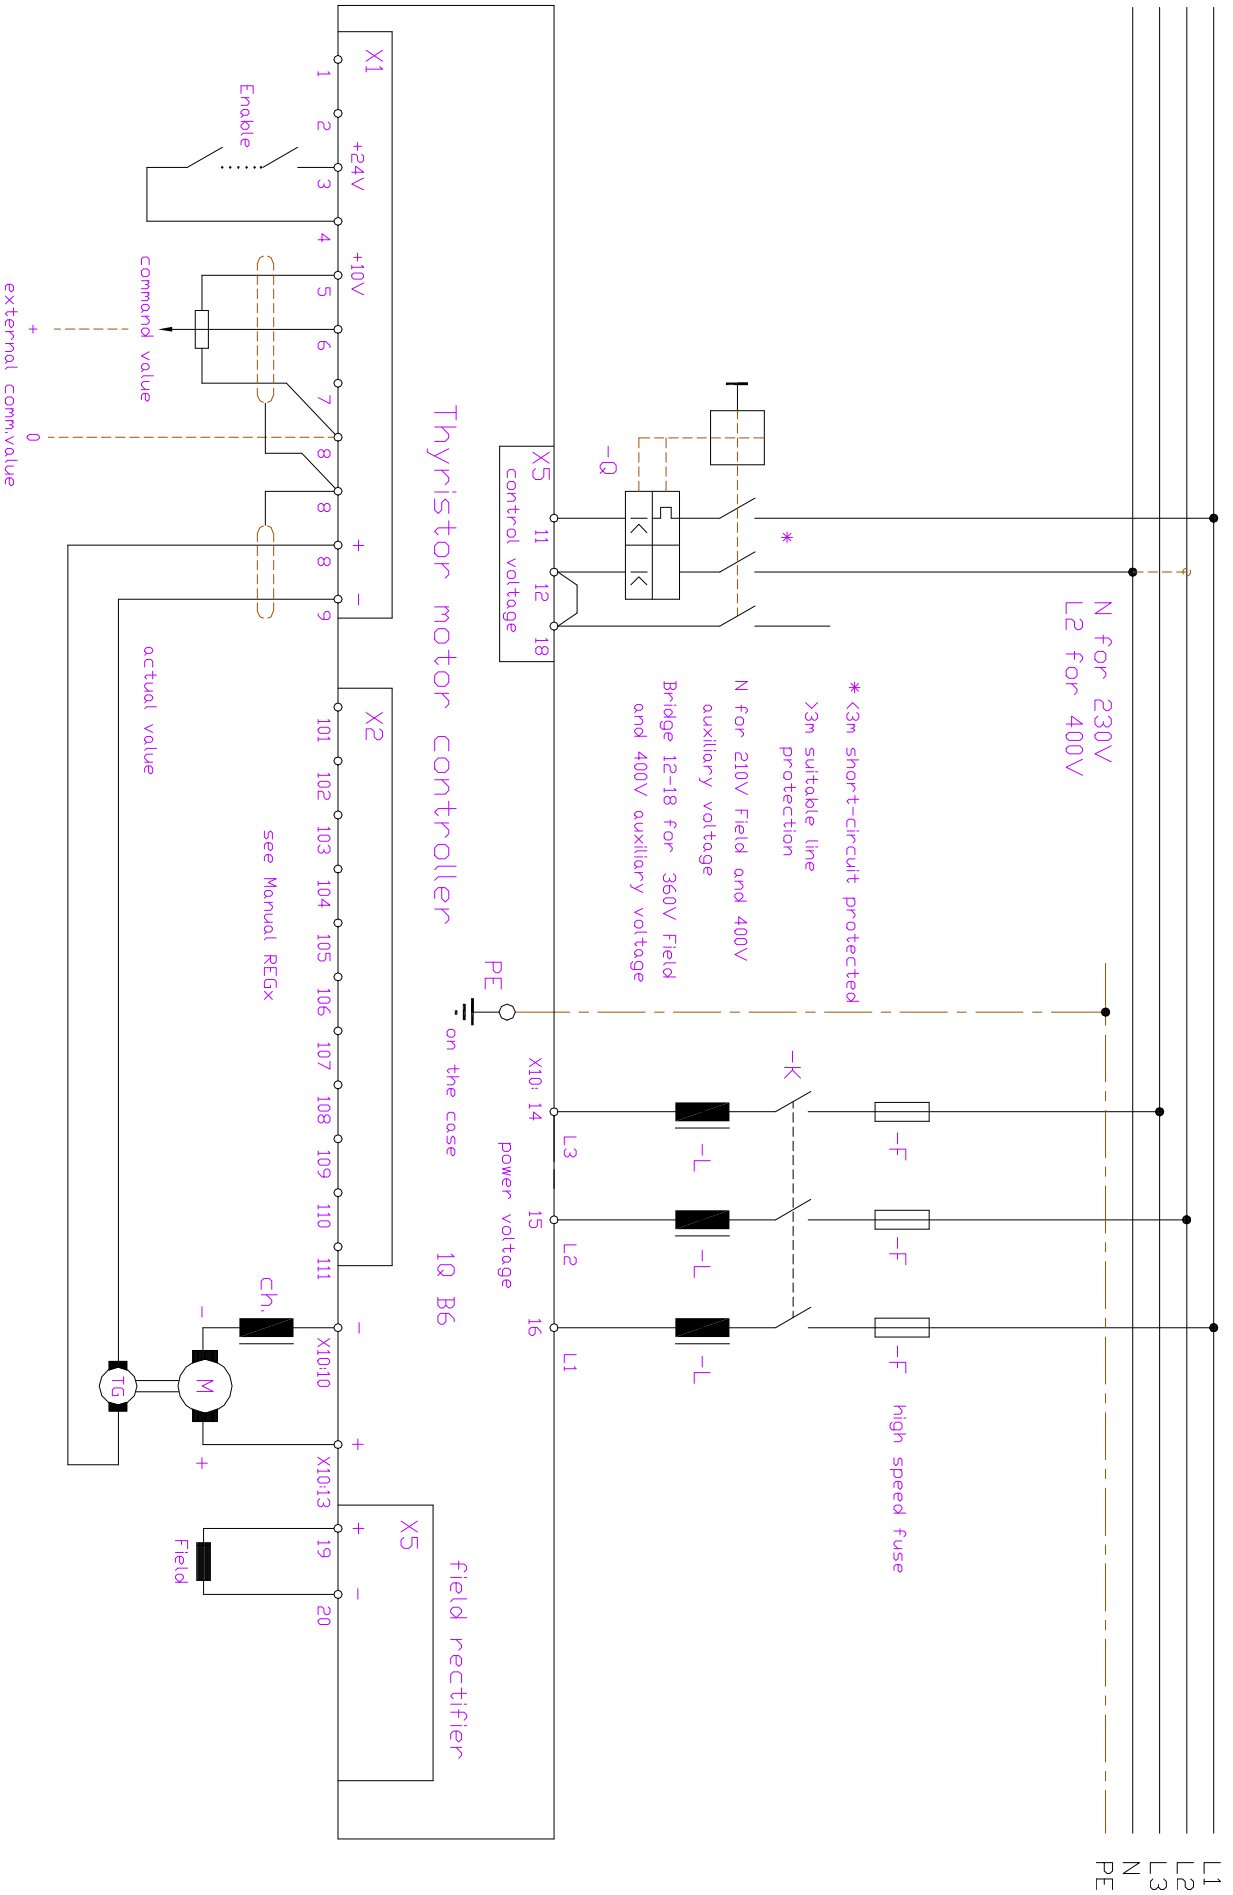 L1
L2
L3
N
PE
N for 230V
L2 for 400V
high speed fuse
-F
-F
-F
* <3m short-circuit protected
>3m suitable line
protection
N for 210V Field and 400V
auxiliary voltage
Bridge 12-18 for 360V Field
and 400V auxiliary voltage
*
-K
-L
-L
-L
-Q
L3
L2
L1
X5
11
12
18
control voltage
PE
on the case
X10: 14
15
16
power voltage
Thyristor motor controller
1Q B6
field rectifier
X1
X2
X5
+24V
+10V
+
-
-
+
+
-
1
2
3
4
5
6
7
8
8
8
9
101
102
103
104
105
106
107
108
109
110
111
X10:10
X10:13
19
20
Enable
see Manual REGx
Ch.
-
M
+
Field
command value
actual value
TG
+
0
external comm.value